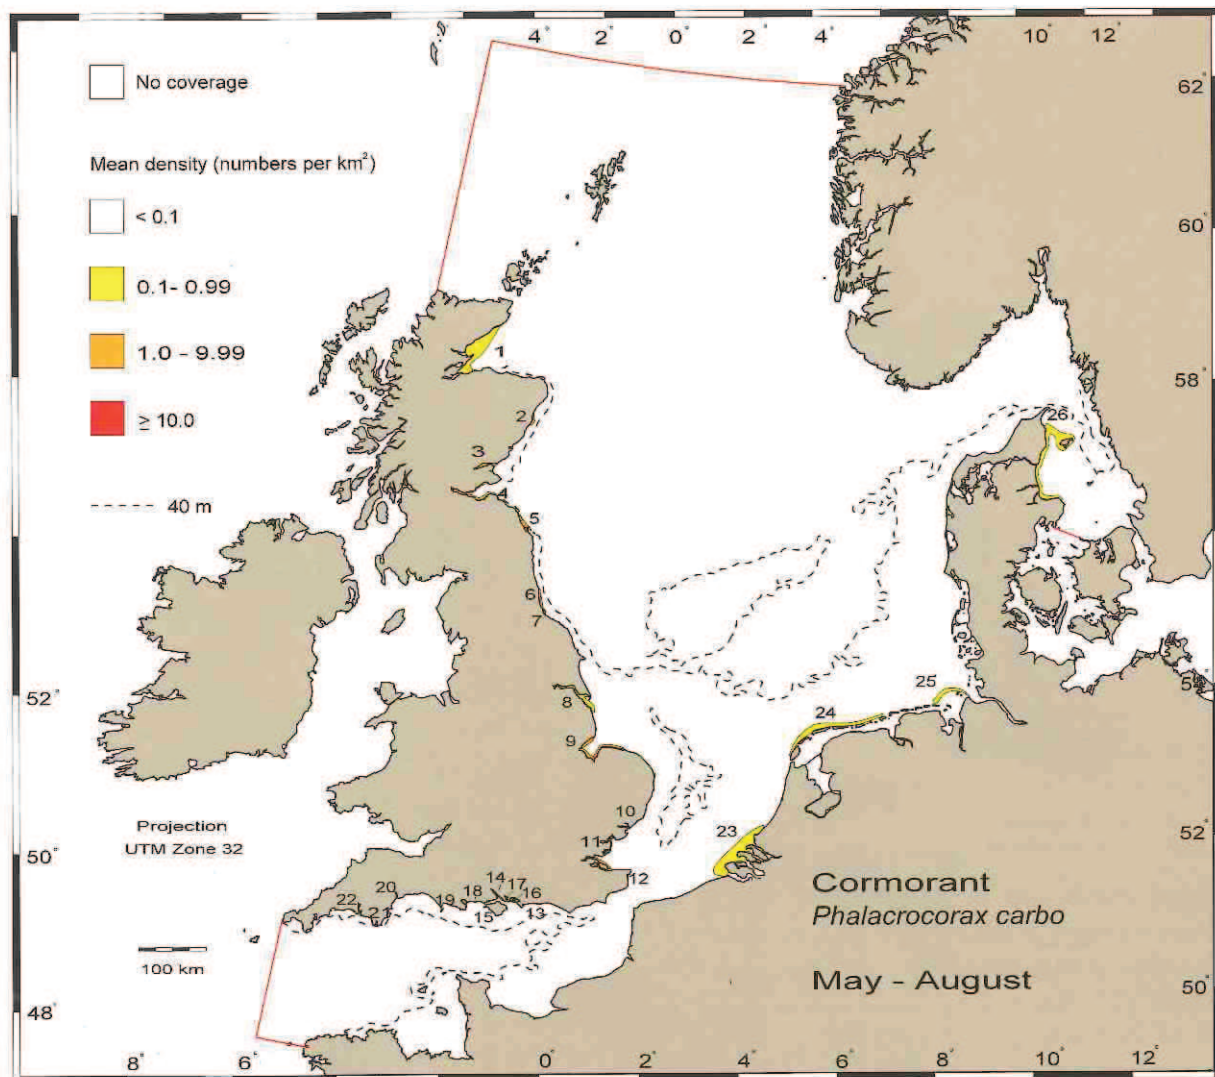 4° 2° 0° 2° 4° 10° 12°
No coverage
62°
Mean density (numbers per km²)
< 0.1
60°
0.1- 0.99
1.0 - 9.99
1
58°
≥ 10.0
2
26
3
40 m
4
5
6
7
52°
25
8
24
9
10
Projection
UTM Zone 32
11
23
52°
50°
12
Cormorant
14 17
20 18 16
22 19
21 15 13
Phalacrocorax carbo
100 km
May - August
50°
48°
8° 6° 0° 2° 4° 6° 8° 10° 12°